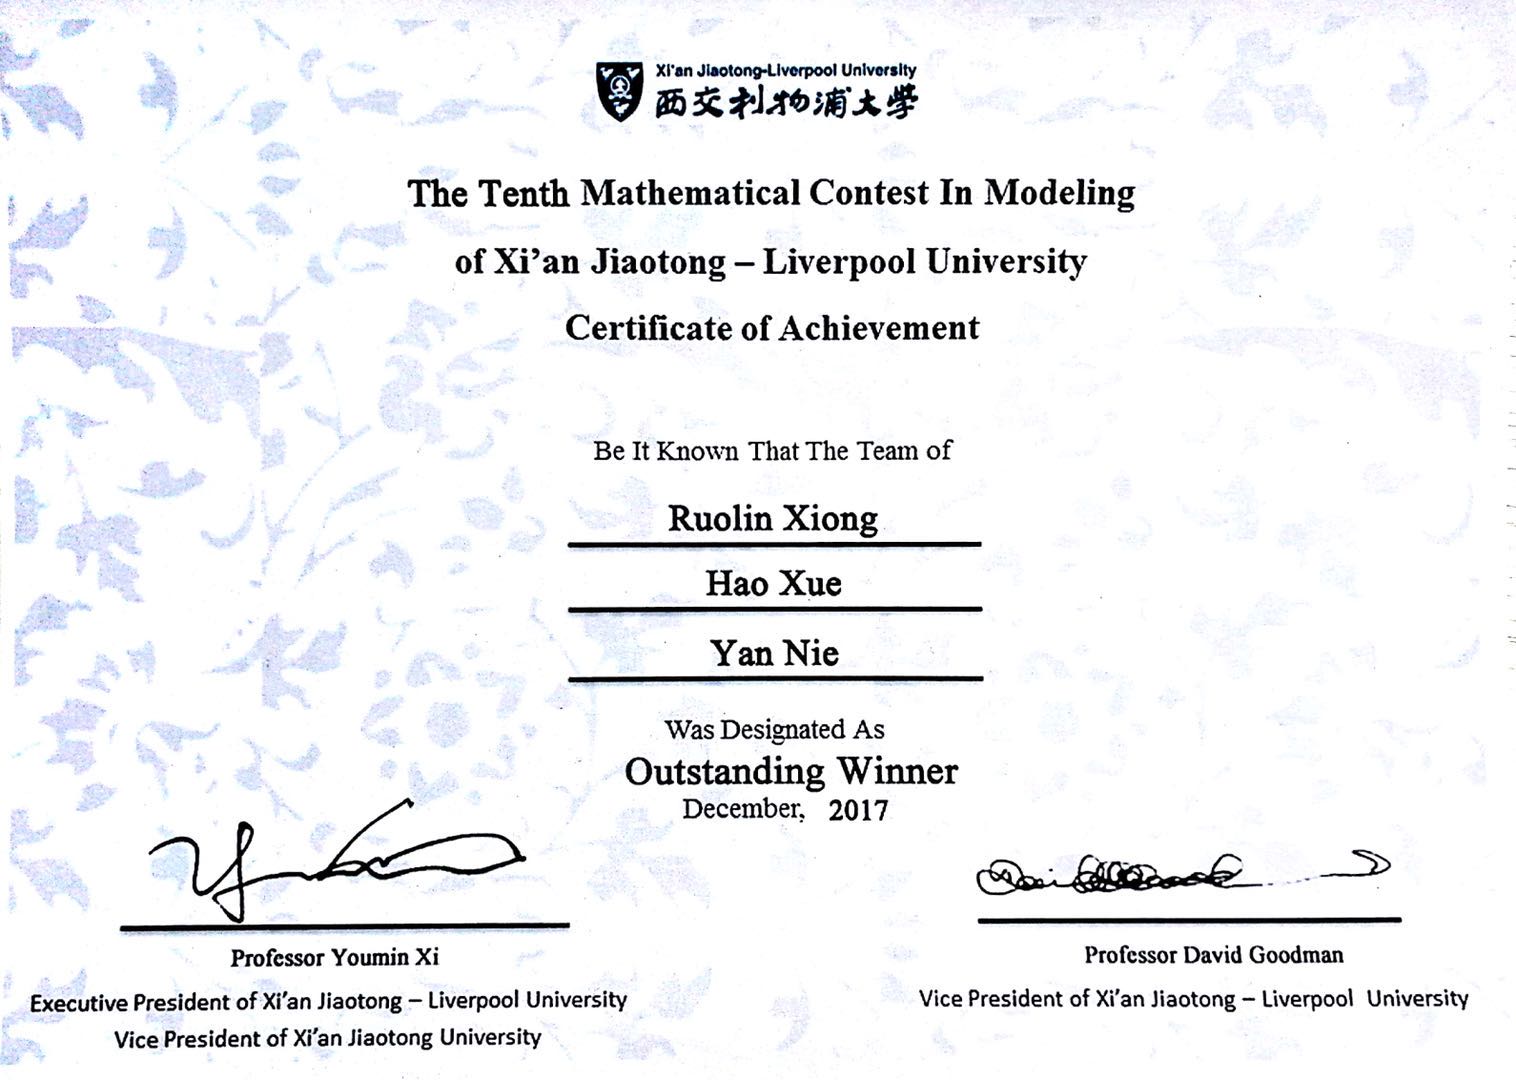 Xi'an Jiaotong-Liverpool University
西交利物浦大學
The Tenth Mathematical Contest In Modeling
of Xi’an Jiaotong – Liverpool University
Certificate of Achievement
Be It Known That The Team of
Ruolin Xiong
Hao Xue
Yan Nie
Was Designated As
Outstanding Winner
December, 2017
Professor Youmin Xi
Executive President of Xi’an Jiaotong – Liverpool University
Vice President of Xi’an Jiaotong University
Professor David Goodman
Vice President of Xi’an Jiaotong – Liverpool University